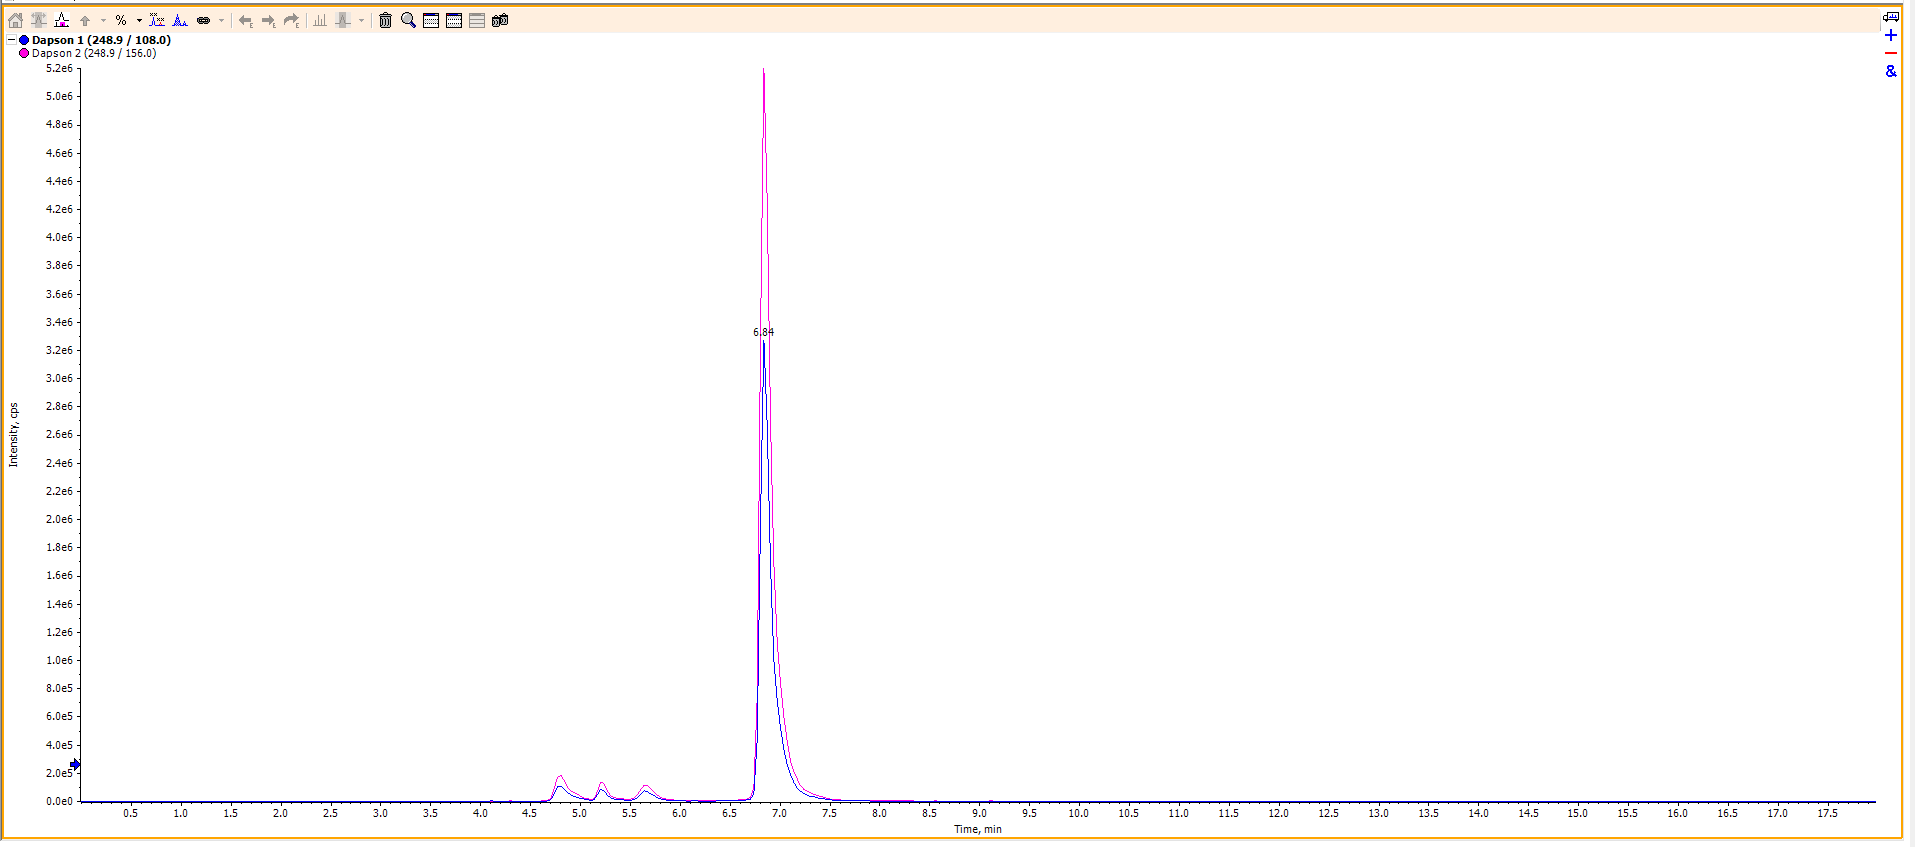 %
Dapson 1 (248.9 / 108.0)
Dapson 2 (248.9 / 156.0)
&
5.2e6
5.0e6
4.8e6
4.6e6
4.4e6
4.2e6
4.0e6
3.8e6
3.6e6
3.4e6
3.2e6
3.0e6
2.8e6
2.6e6
2.4e6
2.2e6
2.0e6
1.8e6
1.6e6
1.4e6
1.2e6
1.0e6
8.0e5
6.0e5
4.0e5
2.0e5
0.0e0
Intensity, cps
6.84
0.5 1.0 1.5 2.0 2.5 3.0 3.5 4.0 4.5 5.0 5.5 6.0 6.5 7.0 7.5 8.0 8.5 9.0 9.5 10.0 10.5 11.0 11.5 12.0 12.5 13.0 13.5 14.0 14.5 15.0 15.5 16.0 16.5 17.0 17.5
Time, min